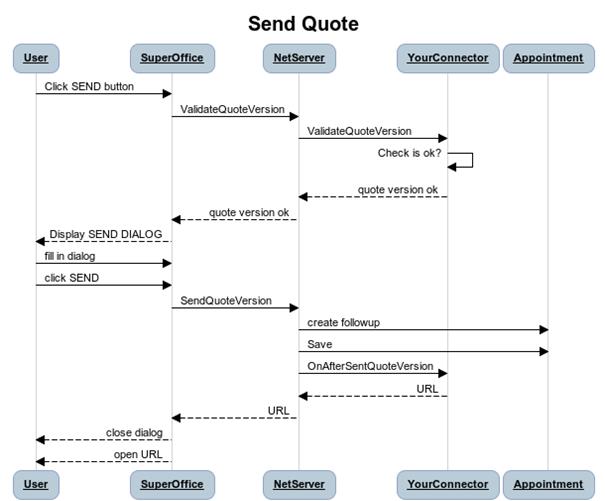 Send Quote
User SuperOffice NetServer YourConnector Appointment
Click SEND button
ValidateQuoteVersion
ValidateQuoteVersion
Check is ok?
quote version ok
quote version ok
Display SEND DIALOG
fill in dialog
click SEND
SendQuoteVersion
create followup
Save
OnAfterSentQuoteVersion
URL
URL
close dialog
open URL
User SuperOffice NetServer YourConnector Appointment